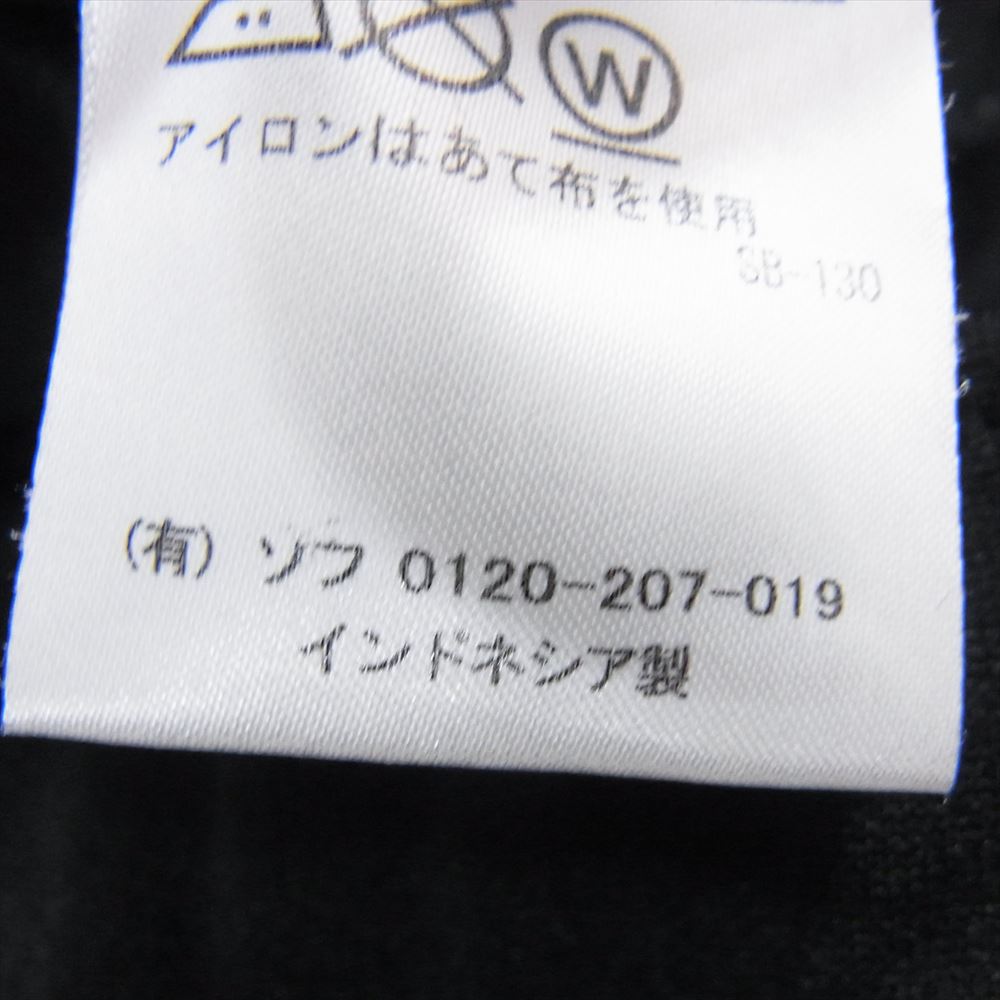 W
アイロンはあて布を使用
SB-130
(有) ソフ 0120-207-019
インドネシア製